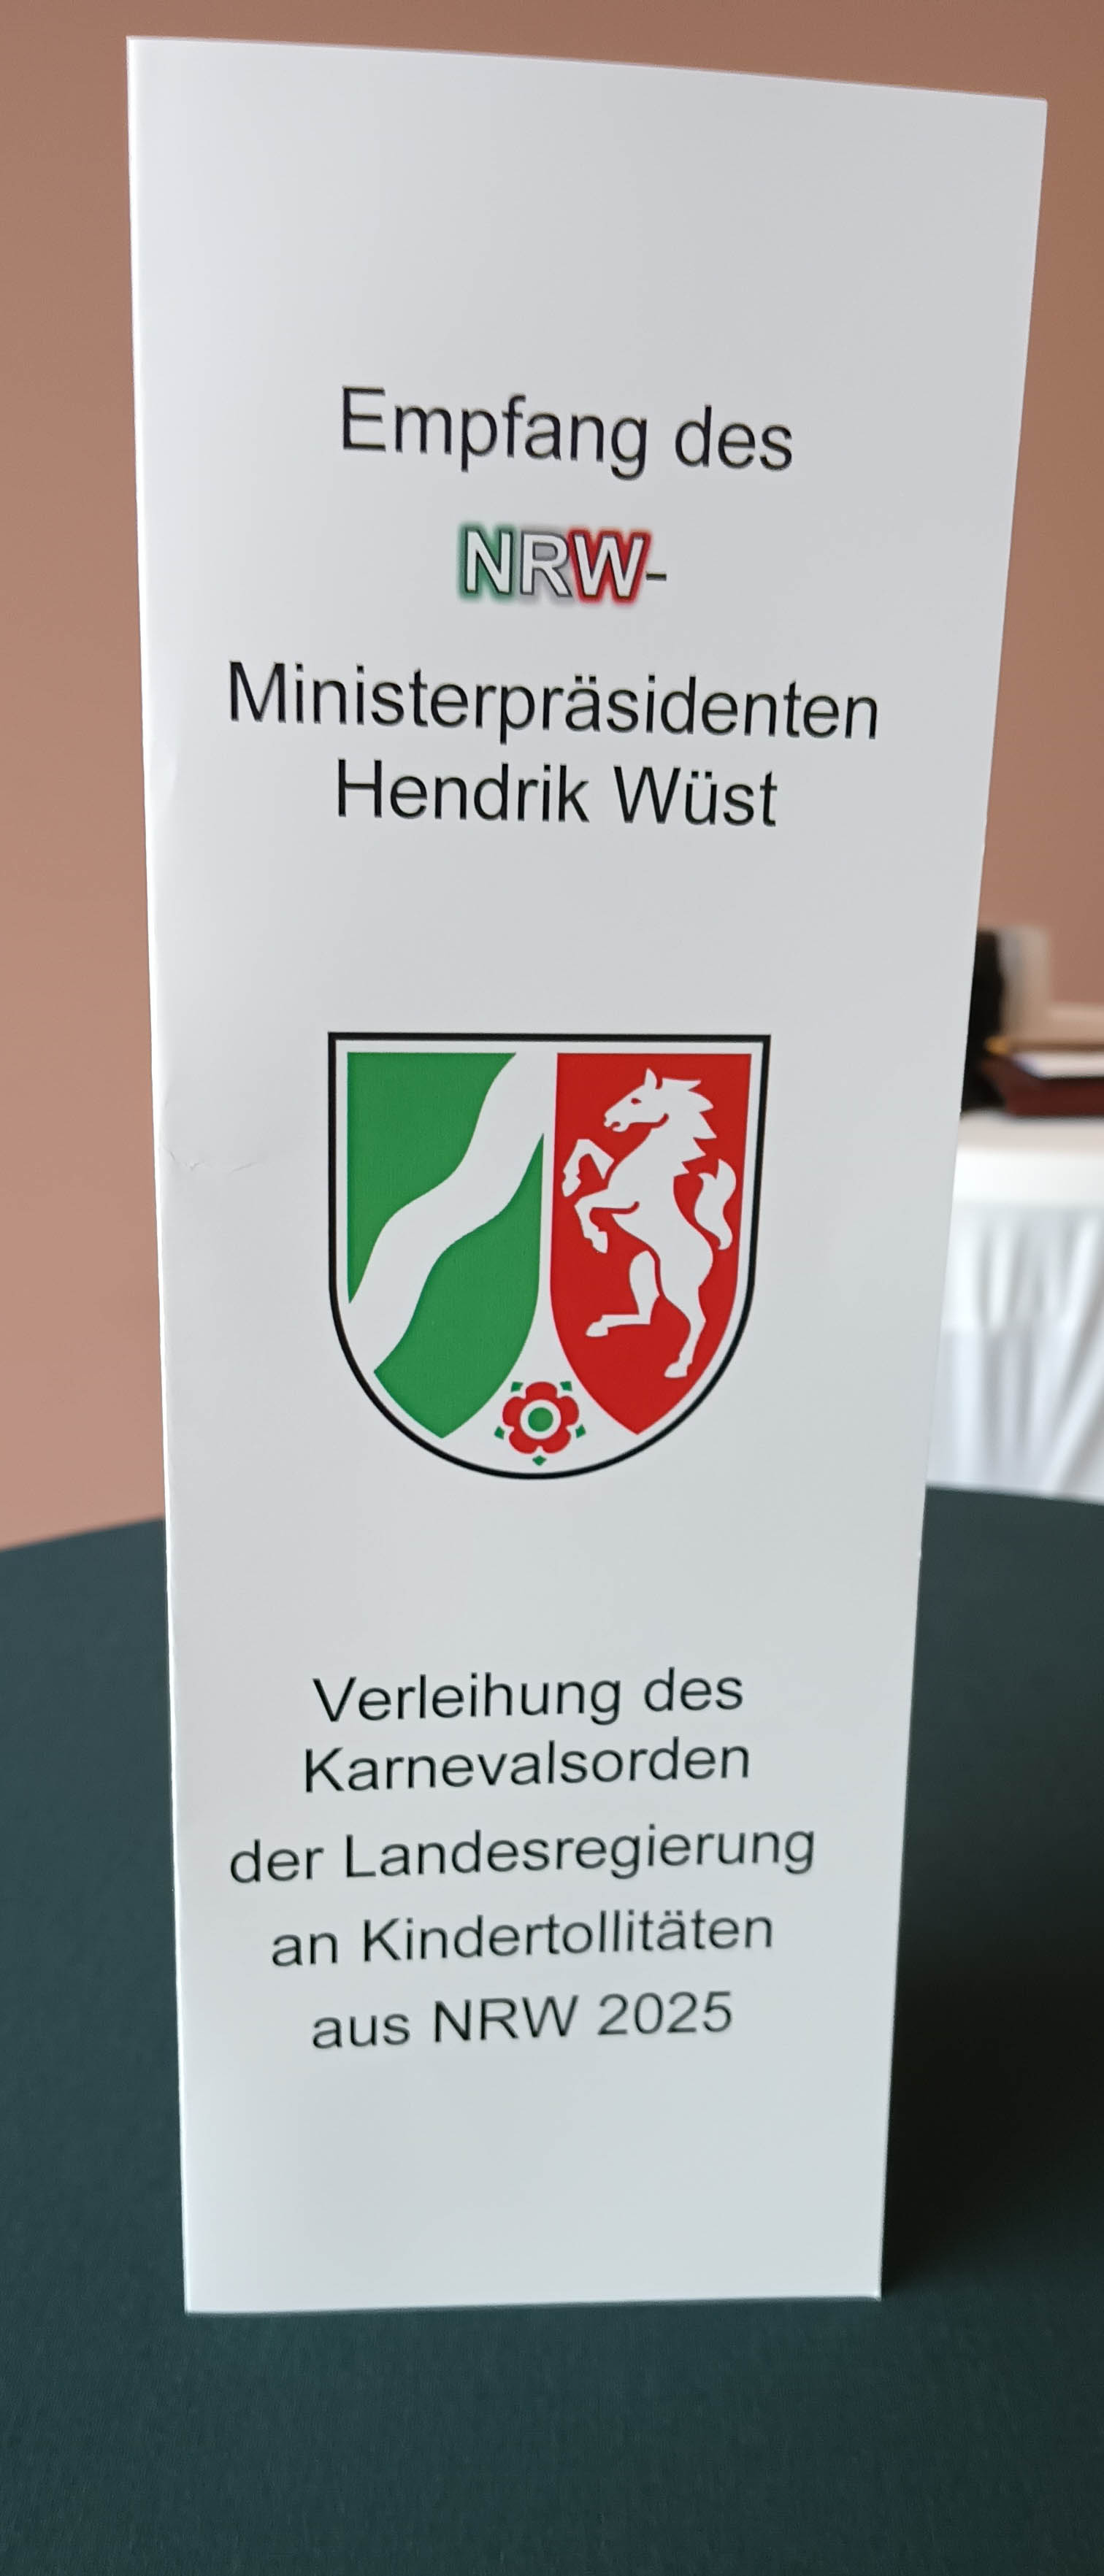 Empfang des
NRW-
Ministerpräsidenten
Hendrik Wüst
Verleihung des
Karnevalsorden
der Landesregierung
an Kindertollitäten
aus NRW 2025